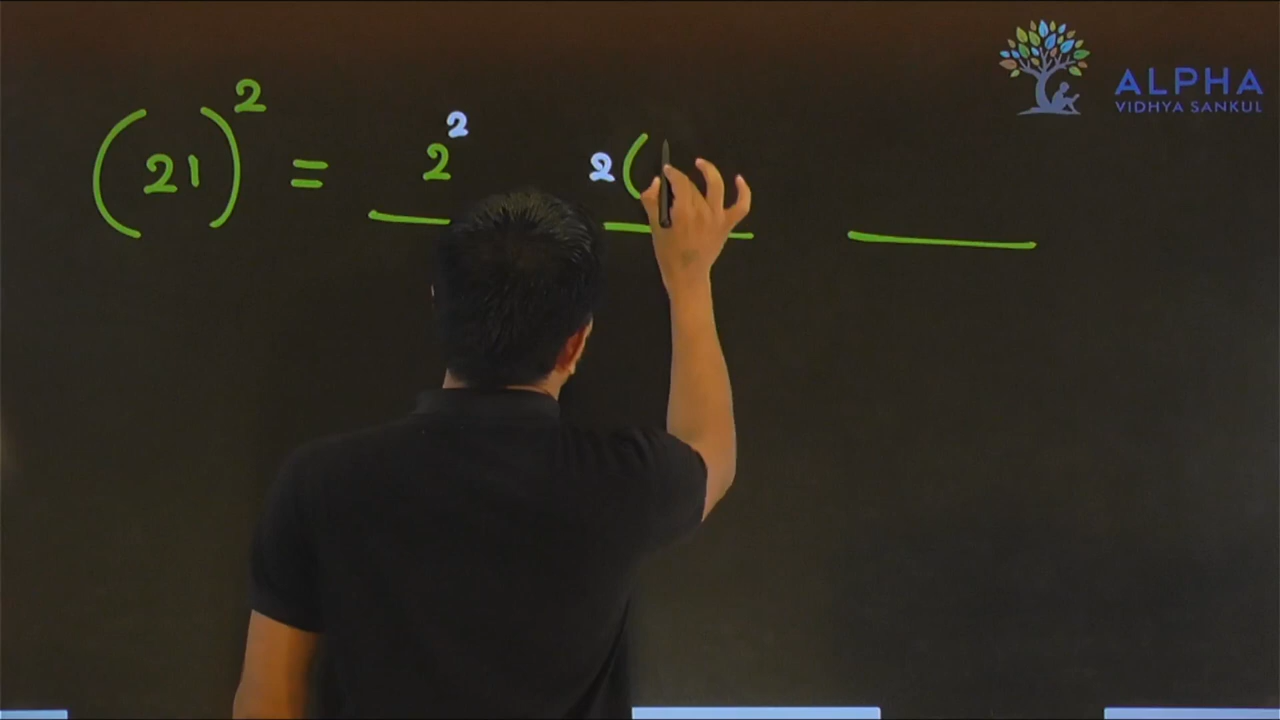 ALPHA
VIDHYA SANKUL
(21)² = 2² 2(